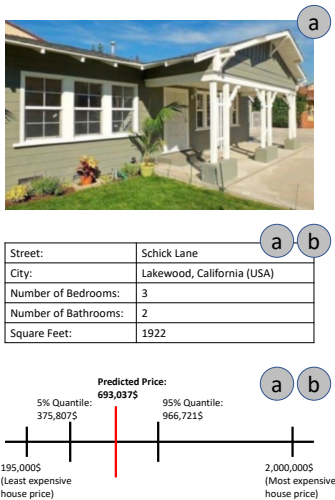 a
a b
Street: Schick Lane
City: Lakewood, California (USA)
Number of Bedrooms: 3
Number of Bathrooms: 2
Square Feet: 1922
a b
Predicted Price:
693,037$
5% Quantile:
375,807$
95% Quantile:
966,721$
195,000$
(Least expensive
house price)
2,000,000$
(Most expensive
house price)